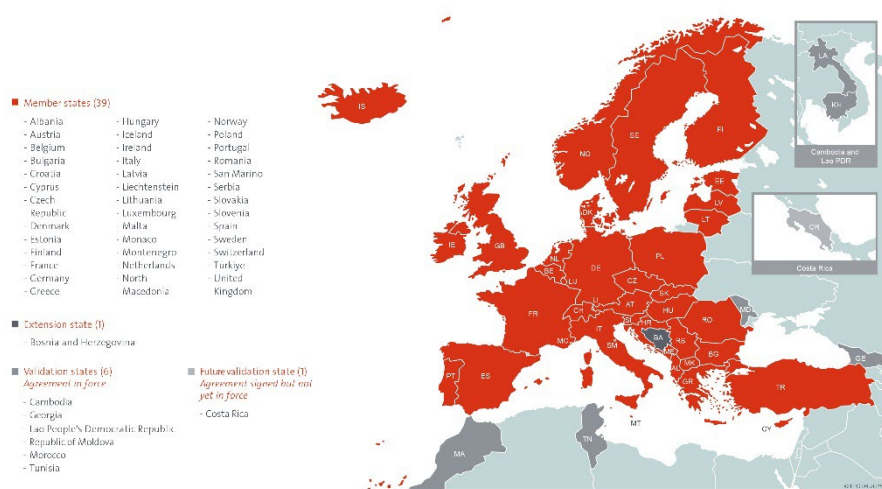 Member states (39)
- Albania
- Austria
- Belgium
- Bulgaria
- Croatia
- Cyprus
- Czech
Republic
- Denmark
- Estonia
- Finland
- France
- Germany
- Greece
- Hungary
- Iceland
- Ireland
- Italy
- Latvia
- Liechtenstein
- Lithuania
- Luxembourg
- Malta
- Monaco
- Montenegro
- Netherlands
- North
Macedonia
- Norway
- Poland
- Portugal
- Romania
- San Marino
- Serbia
- Slovakia
- Slovenia
- Spain
- Sweden
- Switzerland
- Türkiye
- United
Kingdom
Extension state (1)
- Bosnia and Herzegovina
Validation states (6)
Agreement in force
- Cambodia
- Georgia
- Lao People's Democratic Republic
- Republic of Moldova
- Morocco
- Tunisia
Future validation state (1)
Agreement signed but not
yet in force
- Costa Rica
IS
NO
SE
FI
EE
LV
LT
DK
IE
GB
NL
BE
LU
DE
PL
CZ
SK
LI
AT
HU
CH
FR
SI
HR
RO
MD
IT
BA
RS
MC
SM
ME
BG
MK
AL
GR
GE
PT
ES
TR
MT
CY
MA
TN
LA
KH
Cambodia and
Lao PDR
CR
Costa Rica